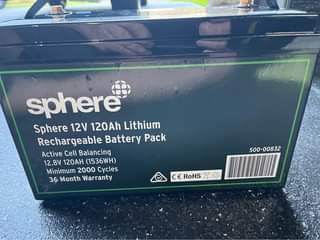 sphere
Sphere 12V 120Ah Lithium
Rechargeable Battery Pack
Active Cell Balancing
12.8V 120AH (1536WH)
Minimum 2000 Cycles
36 Month Warranty
500-00832
CE RoHS